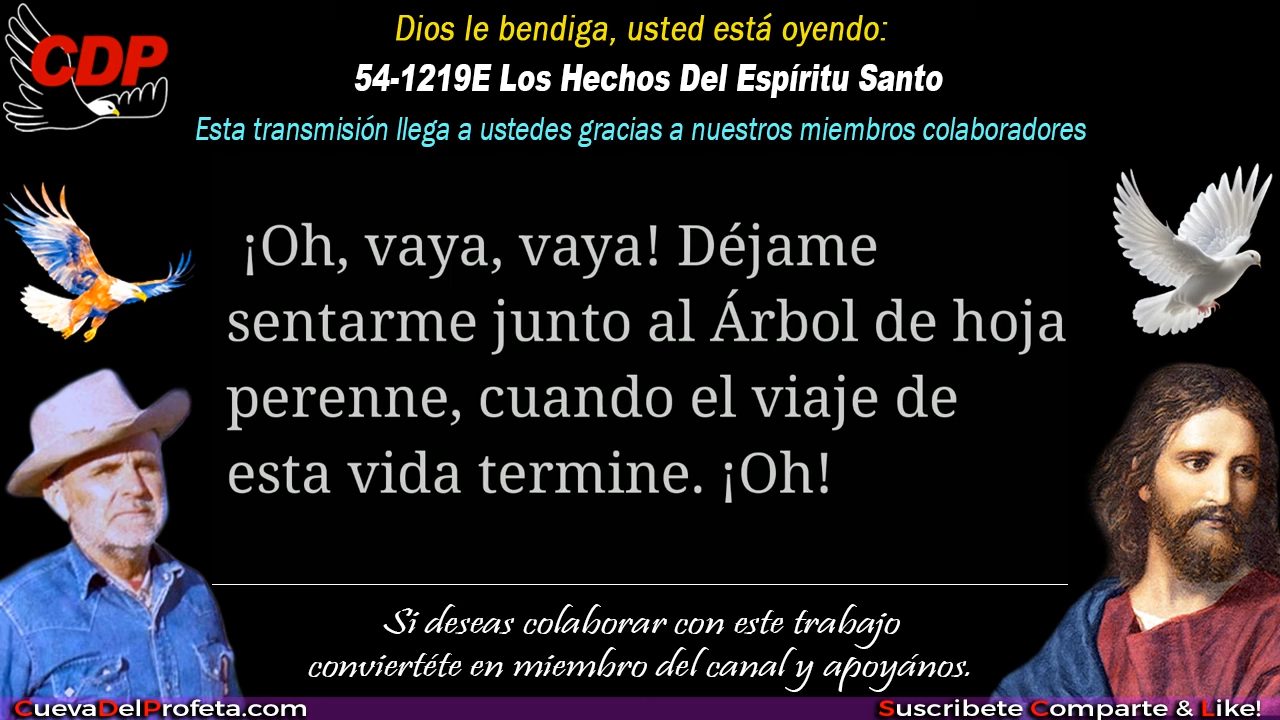 CDP
Dios le bendiga, usted está oyendo:
54-1219E Los Hechos Del Espíritu Santo
Esta transmisión llega a ustedes gracias a nuestros miembros colaboradores
¡Oh, vaya, vaya! Déjame
sentarme junto al Árbol de hoja
perenne, cuando el viaje de
esta vida termine. ¡Oh!
Si deseas colaborar con este trabajo
conviertéte en miembro del canal y apoyános.
CuevaDelProfeta.com
Suscribete Comparte & Like!